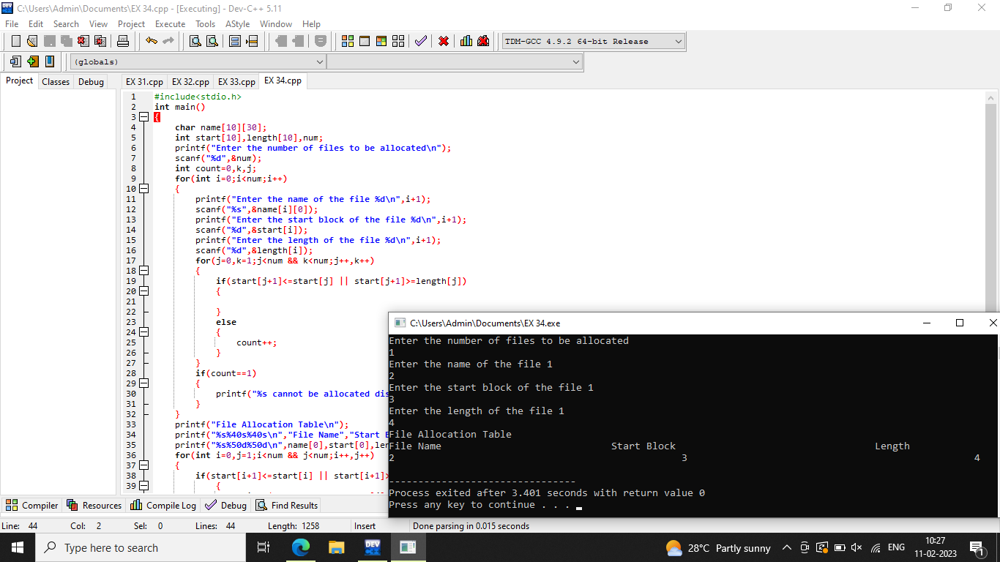 C:\Users\Admin\Documents\EX 34.cpp - [Executing] - Dev-C++ 5.11
File Edit Search View Project Execute Tools AStyle Window Help
TDM-GCC 4.9.2 64-bit Release
(globals)
Project Classes Debug EX 31.cpp EX 32.cpp EX 33.cpp EX 34.cpp
1 #include<stdio.h>
2 int main()
3 {
4 char name[10][30];
5 int start[10],length[10],num;
6 printf("Enter the number of files to be allocated\n");
7 scanf("%d",&num);
8 int count=0,k,j;
9 for(int i=0;i<num;i++)
10 {
11 printf("Enter the name of the file %d\n",i+1);
12 scanf("%s",&name[i][0]);
13 printf("Enter the start block of the file %d\n",i+1);
14 scanf("%d",&start[i]);
15 printf("Enter the length of the file %d\n",i+1);
16 scanf("%d",&length[i]);
17 for(j=0,k=1;j<num && k<num;j++,k++)
18 {
19 if(start[j+1]<=start[j] || start[j+1]>=length[j])
20 {
21
22 }
23 else
24 {
25 count++;
26 }
27 }
28 if(count==1)
29 {
30 printf("%s cannot be allocated dis
31 }
32 }
33 printf("File Allocation Table\n");
34 printf("%s%40s%40s\n","File Name","Start B
35 printf("%s%50d%50d\n",name[0],start[0],len
36 for(int i=0,j=1;i<num && j<num;i++,j++)
37 {
38 if(start[i+1]<=start[i] || start[i+1]>
39 {
C:\Users\Admin\Documents\EX 34.exe
Enter the number of files to be allocated
1
Enter the name of the file 1
2
Enter the start block of the file 1
3
Enter the length of the file 1
4
File Allocation Table
File Name Start Block Length
2 3 4
--------------------------------
Process exited after 3.401 seconds with return value 0
Press any key to continue . . .
Compiler Resources Compile Log Debug Find Results
Line: 44 Col: 2 Sel: 0 Lines: 44 Length: 1258 Insert Done parsing in 0.015 seconds
Type here to search
DEV
28°C Partly sunny
ENG
10:27
11-02-2023
1